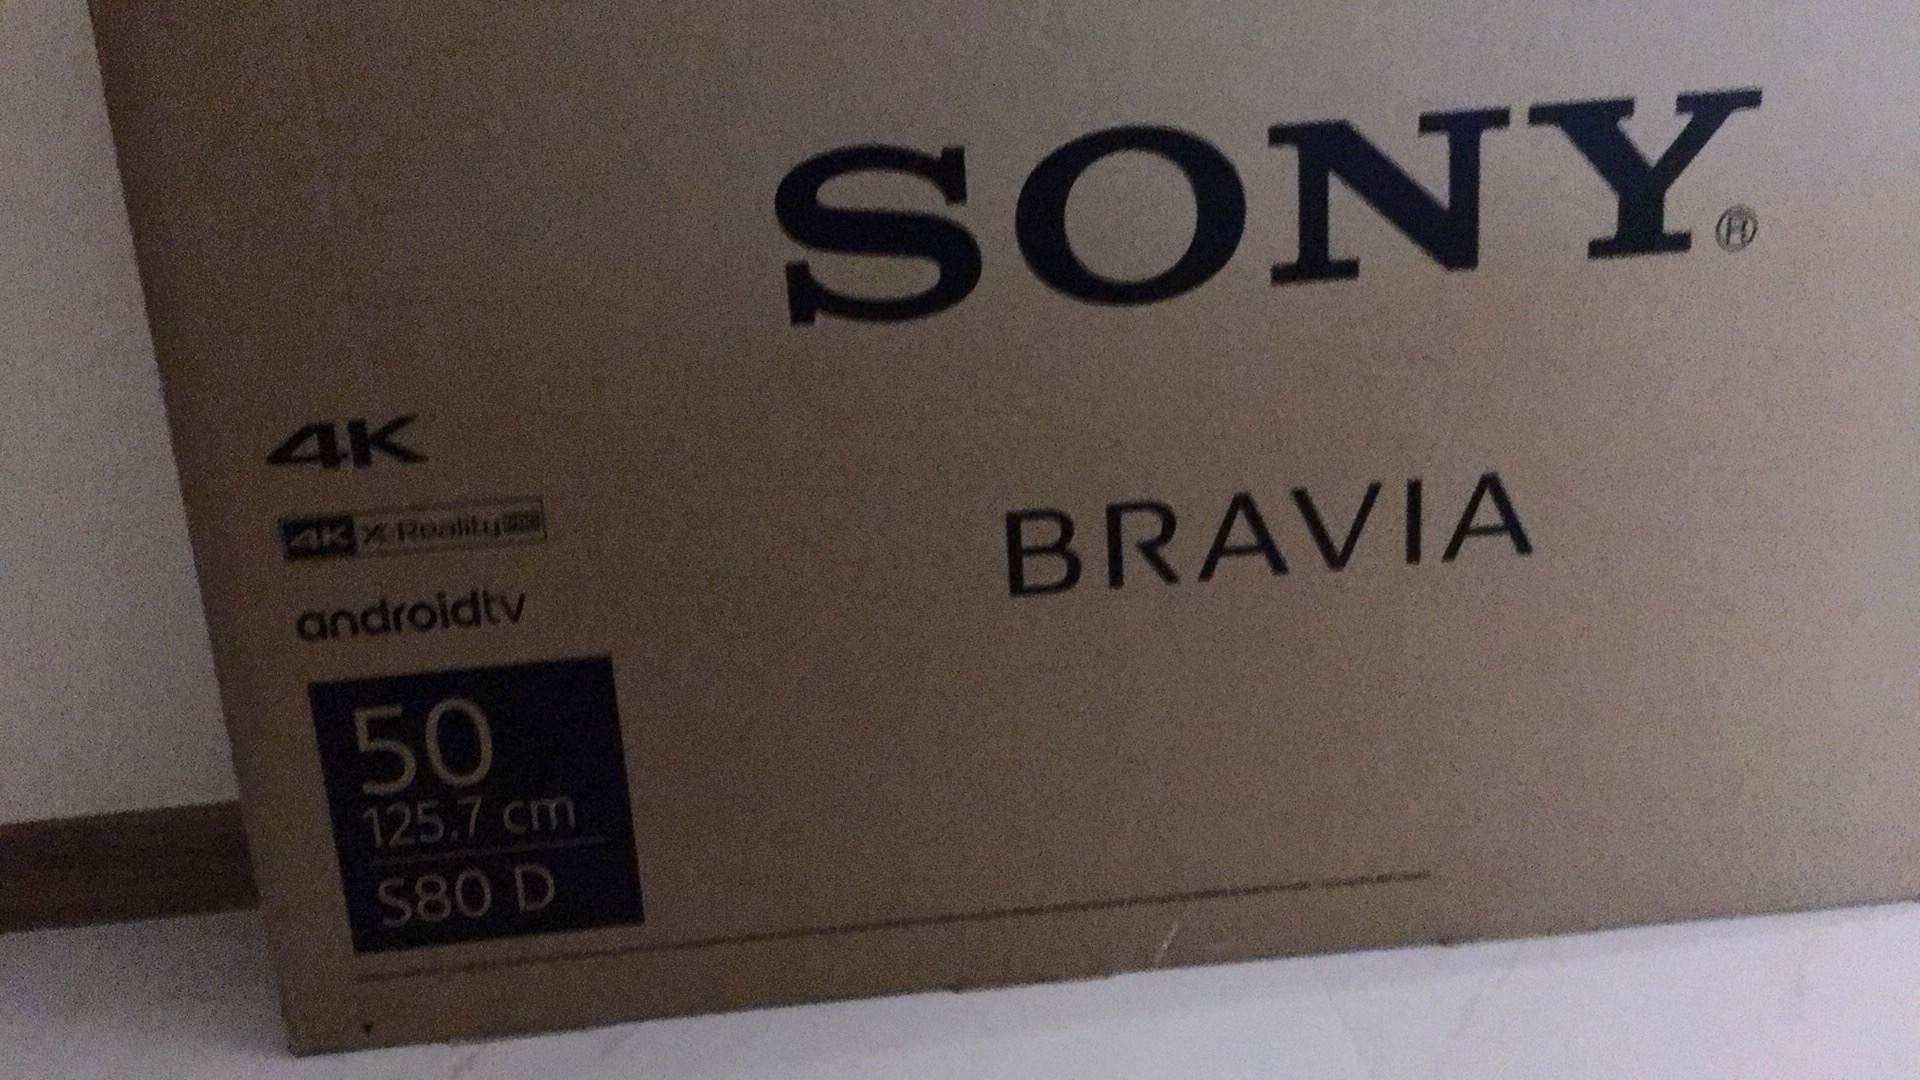 SONY®
4K
4K X-Reality PRO
androidtv
BRAVIA
50
125.7 cm
S80 D